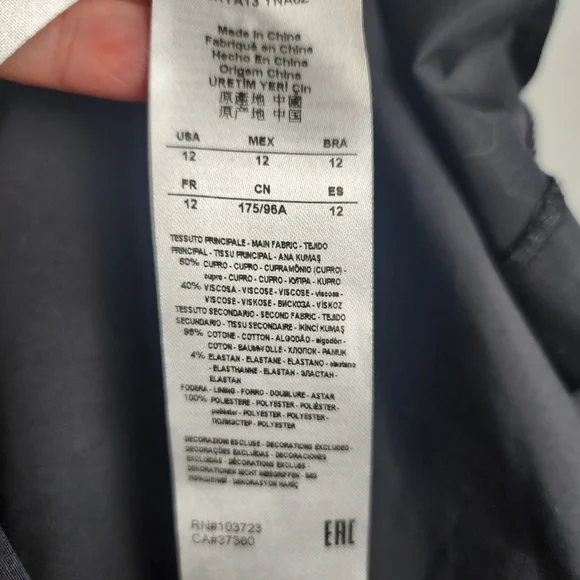 Made in China
Fabriqué en China
Hecho En China
Origem China
ÜRETİM YERİ Çin
原產地 中國
原产地 中国
USA MEX BRA
12 12 12
FR CN ES
12 175/96A 12
TESSUTO PRINCIPALE - MAIN FABRIC - TEJIDO
PRINCIPAL - TISSU PRINCIPAL - ANA KUMAŞ
60% CUPRO - CUPRO - CUPRAMÔNIO (CUPRO) -
cupro - CUPRO - CUPRO - КУПРА - KUPRO
40% VISCOSA - VISCOSE - VISCOSE - viscosa -
VISCOSE - VISKOSE - ВИСКОЗА - VİSKOZ
TESSUTO SECONDARIO - SECOND FABRIC - TEJIDO
SECUNDARIO - TISSU SECONDAIRE - İKİNCİ KUMAŞ
96% COTONE - COTTON - ALGODÃO - algodón -
COTON - BAUMWOLLE - ХЛОПОК - PAMUK
4% ELASTAN - ELASTANE - ELASTANO - elastano
- ELASTHANNE - ELASTAN - ЭЛАСТАН -
ELASTAN
FODERA - LINING - FORRO - DOUBLURE - ASTAR
100% POLIESTERE - POLYESTER - POLIÉSTER -
poliéster - POLYESTER - POLYESTER -
ПОЛИЭСТЕР - POLYESTER
DECORAZIONI ESCLUSE - DECORATIONS EXCLUDED -
DECORAÇÕES EXCLUÍDAS - DECORACIONES
EXCLUIDAS - DÉCORATIONS EXCLUES -
DEKORATIONEN NICHT INBEGRIFFEN -
- DEKORASYON HARİÇ
RN#103723
CA#37360
EAC